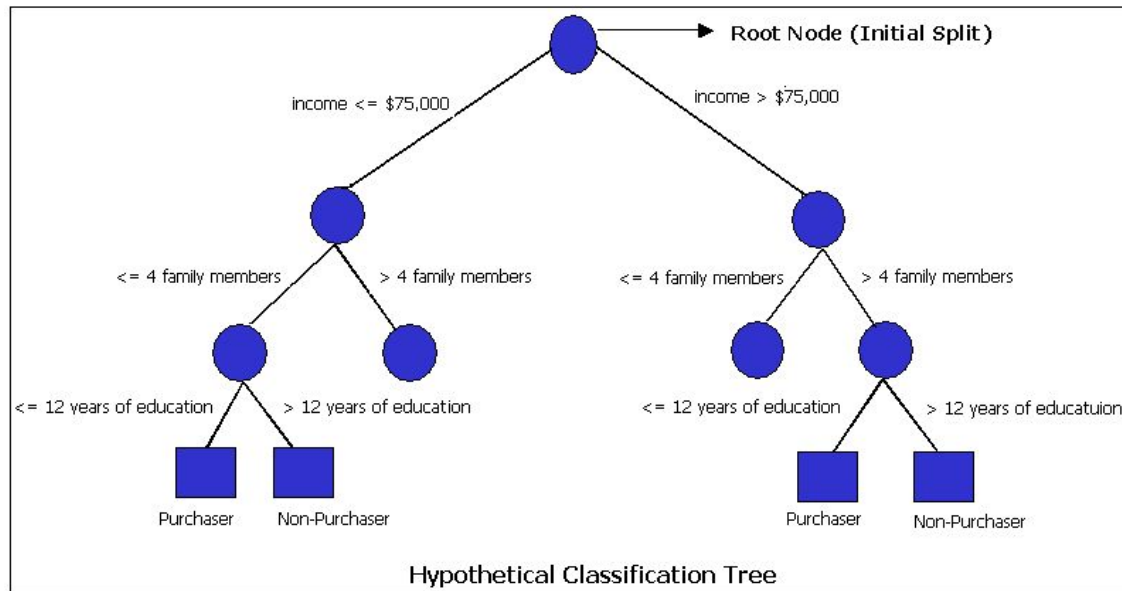 Root Node (Initial Split)
income <= $75,000
income > $75,000
<= 4 family members
> 4 family members
<= 4 family members
> 4 family members
<= 12 years of education
> 12 years of education
<= 12 years of education
> 12 years of educatuion
Purchaser
Non-Purchaser
Purchaser
Non-Purchaser
Hypothetical Classification Tree